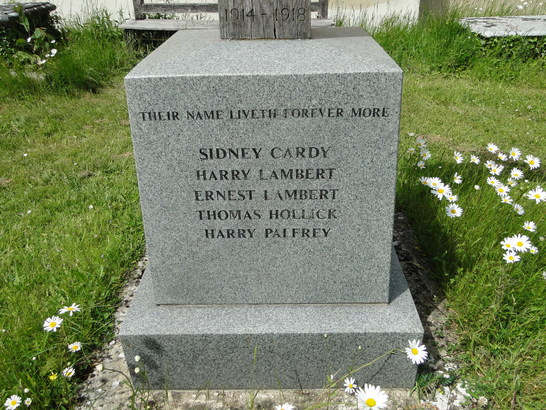 1914-1918
THEIR NAME LIVETH FOREVER MORE
SIDNEY CARDY
HARRY LAMBERT
ERNEST LAMBERT
THOMAS HOLLICK
HARRY PALFREY